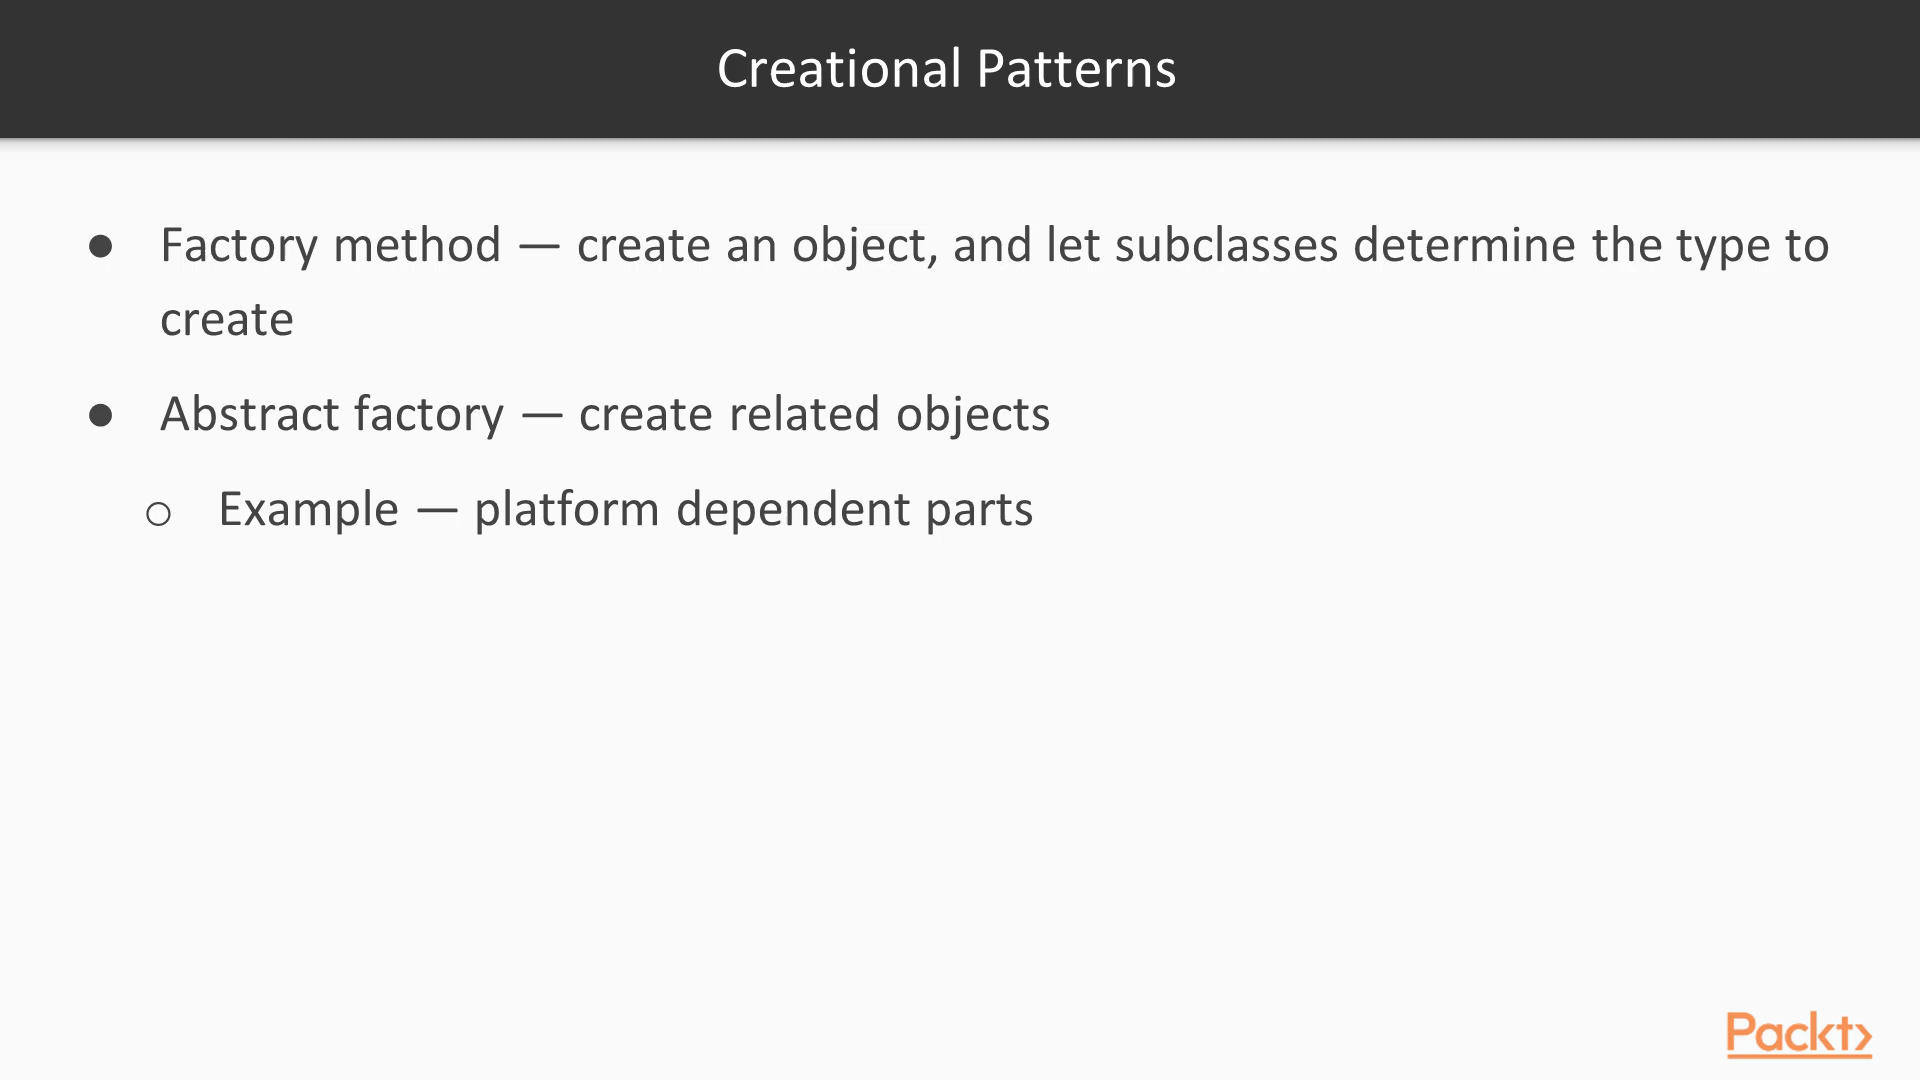 Creational Patterns
● Factory method — create an object, and let subclasses determine the type to
create
● Abstract factory — create related objects
○ Example — platform dependent parts
Packt>